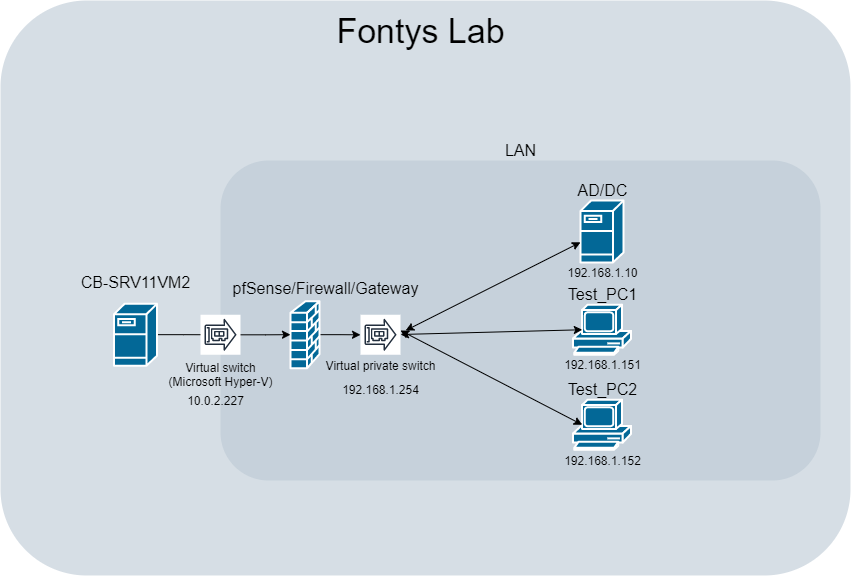 Fontys Lab
LAN
AD/DC
192.168.1.10
CB-SRV11VM2
pfSense/Firewall/Gateway
Test_PC1
Virtual switch
(Microsoft Hyper-V)
10.0.2.227
Virtual private switch
192.168.1.254
192.168.1.151
Test_PC2
192.168.1.152